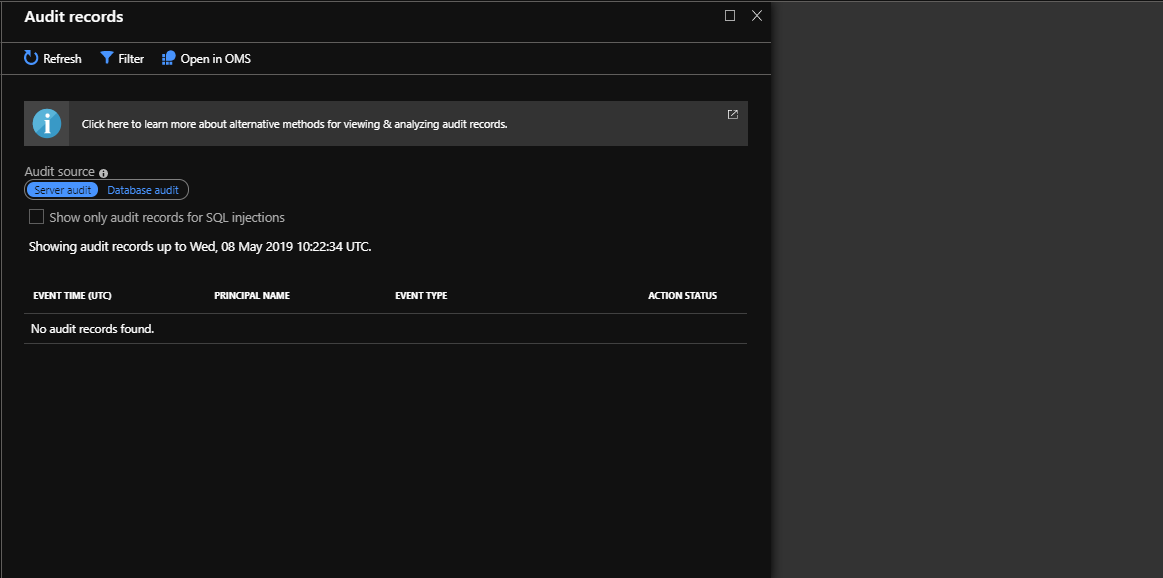 Audit records
Refresh Filter Open in OMS
Click here to learn more about alternative methods for viewing & analyzing audit records.
Audit source
Server audit Database audit
Show only audit records for SQL injections
Showing audit records up to Wed, 08 May 2019 10:22:34 UTC.
EVENT TIME (UTC) PRINCIPAL NAME EVENT TYPE ACTION STATUS
No audit records found.